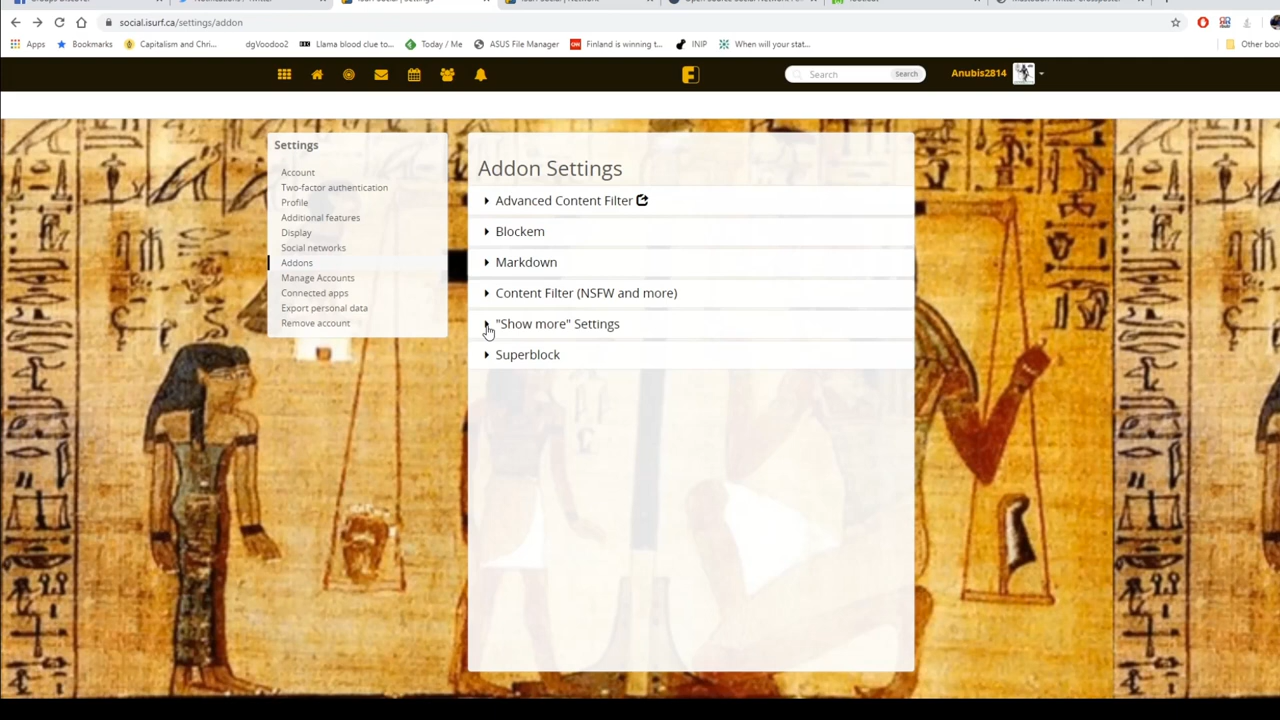 social.isurf.ca/settings/addon
Apps
Bookmarks
Capitalism and Chri...
dgVoodoo2
Llama blood clue to...
Today / Me
ASUS File Manager
Finland is winning t...
INIP
When will your stat...
Other boo
Search
Search
Anubis2814
Settings
Account
Two-factor authentication
Profile
Additional features
Display
Social networks
Addons
Manage Accounts
Connected apps
Export personal data
Remove account
Addon Settings
Advanced Content Filter
Blockem
Markdown
Content Filter (NSFW and more)
"Show more" Settings
Superblock